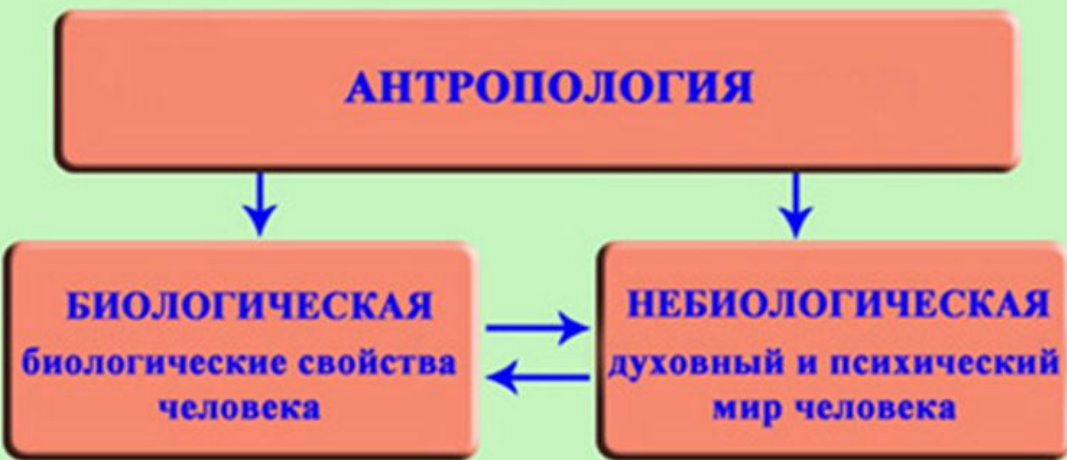 АНТРОПОЛОГИЯ
БИОЛОГИЧЕСКАЯ
биологические свойства
человека
НЕБИОЛОГИЧЕСКАЯ
духовный и психический
мир человека